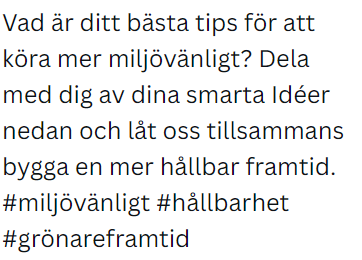 Vad är ditt bästa tips för att
köra mer miljövänligt? Dela
med dig av dina smarta Idéer
nedan och låt oss tillsammans
bygga en mer hållbar framtid.
#miljövänligt #hållbarhet
#grönareframtid